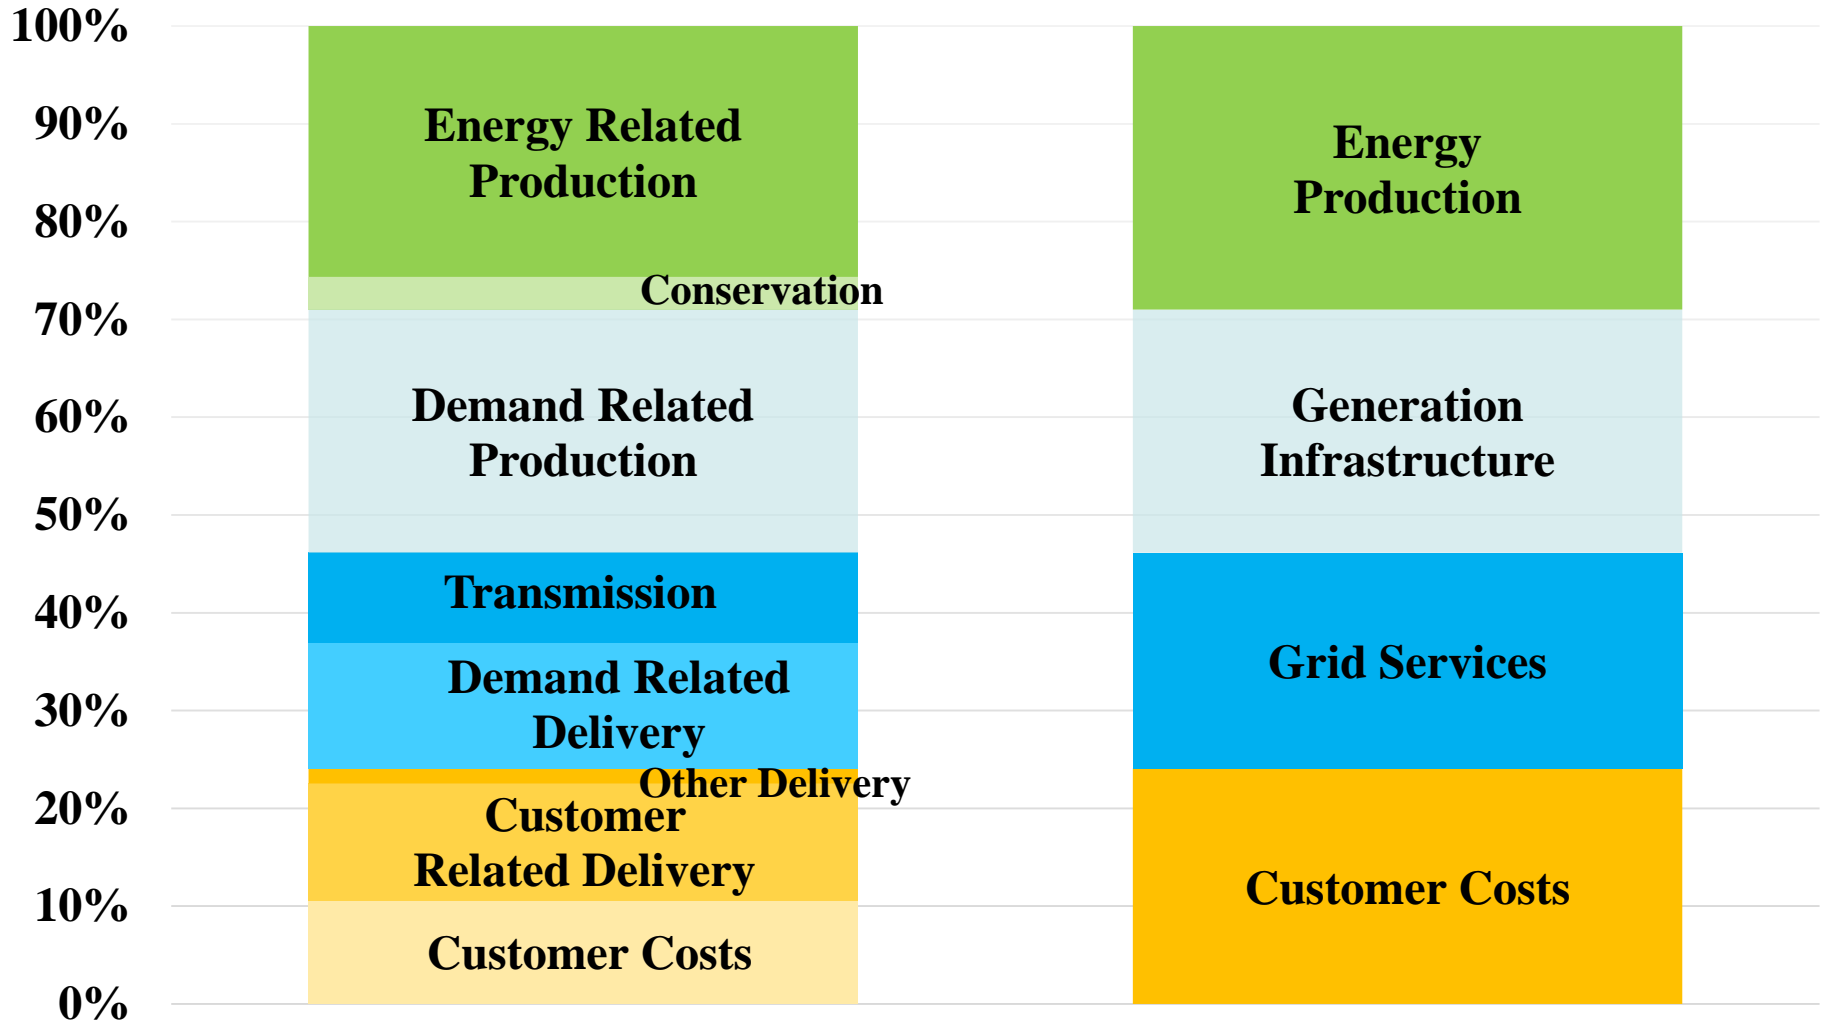 100%
90%
80%
70%
60%
50%
40%
30%
20%
10%
0%
Energy Related
Production
Conservation
Demand Related
Production
Transmission
Demand Related
Delivery
Other Delivery
Customer
Related Delivery
Customer Costs
Energy
Production
Generation
Infrastructure
Grid Services
Customer Costs